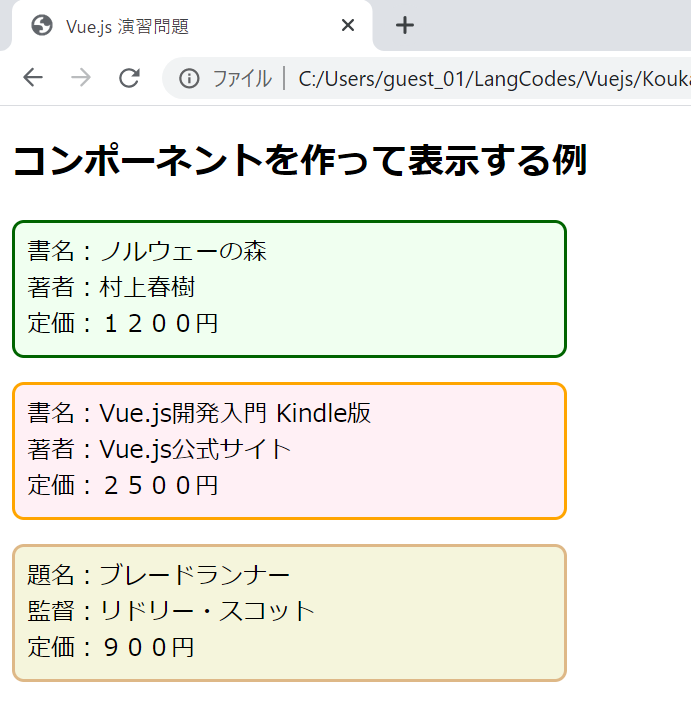 Vue.js 演習問題
ファイル | C:/Users/guest_01/LangCodes/Vuejs/Kouka
コンポーネントを作って表示する例
書名：ノルウェーの森
著者：村上春樹
定価：１２００円
書名：Vue.js開発入門 Kindle版
著者：Vue.js公式サイト
定価：２５００円
題名：ブレードランナー
監督：リドリー・スコット
定価：９００円